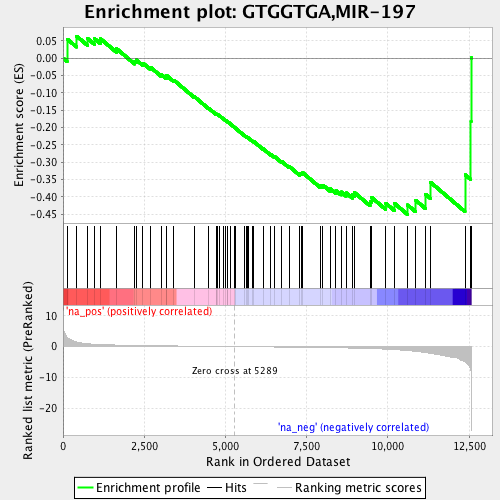 Enrichment plot: GTGGTGA,MIR-197
Enrichment score (ES)
0.05
0.00
-0.05
-0.10
-0.15
-0.20
-0.25
-0.30
-0.35
-0.40
-0.45
'na_pos' (positively correlated)
Ranked list metric (PreRanked)
10
0
-10
-20
Zero cross at 5289
'na_neg' (negatively correlated)
0 2,500 5,000 7,500 10,000 12,500
Rank in Ordered Dataset
Enrichment profile Hits Ranking metric scores